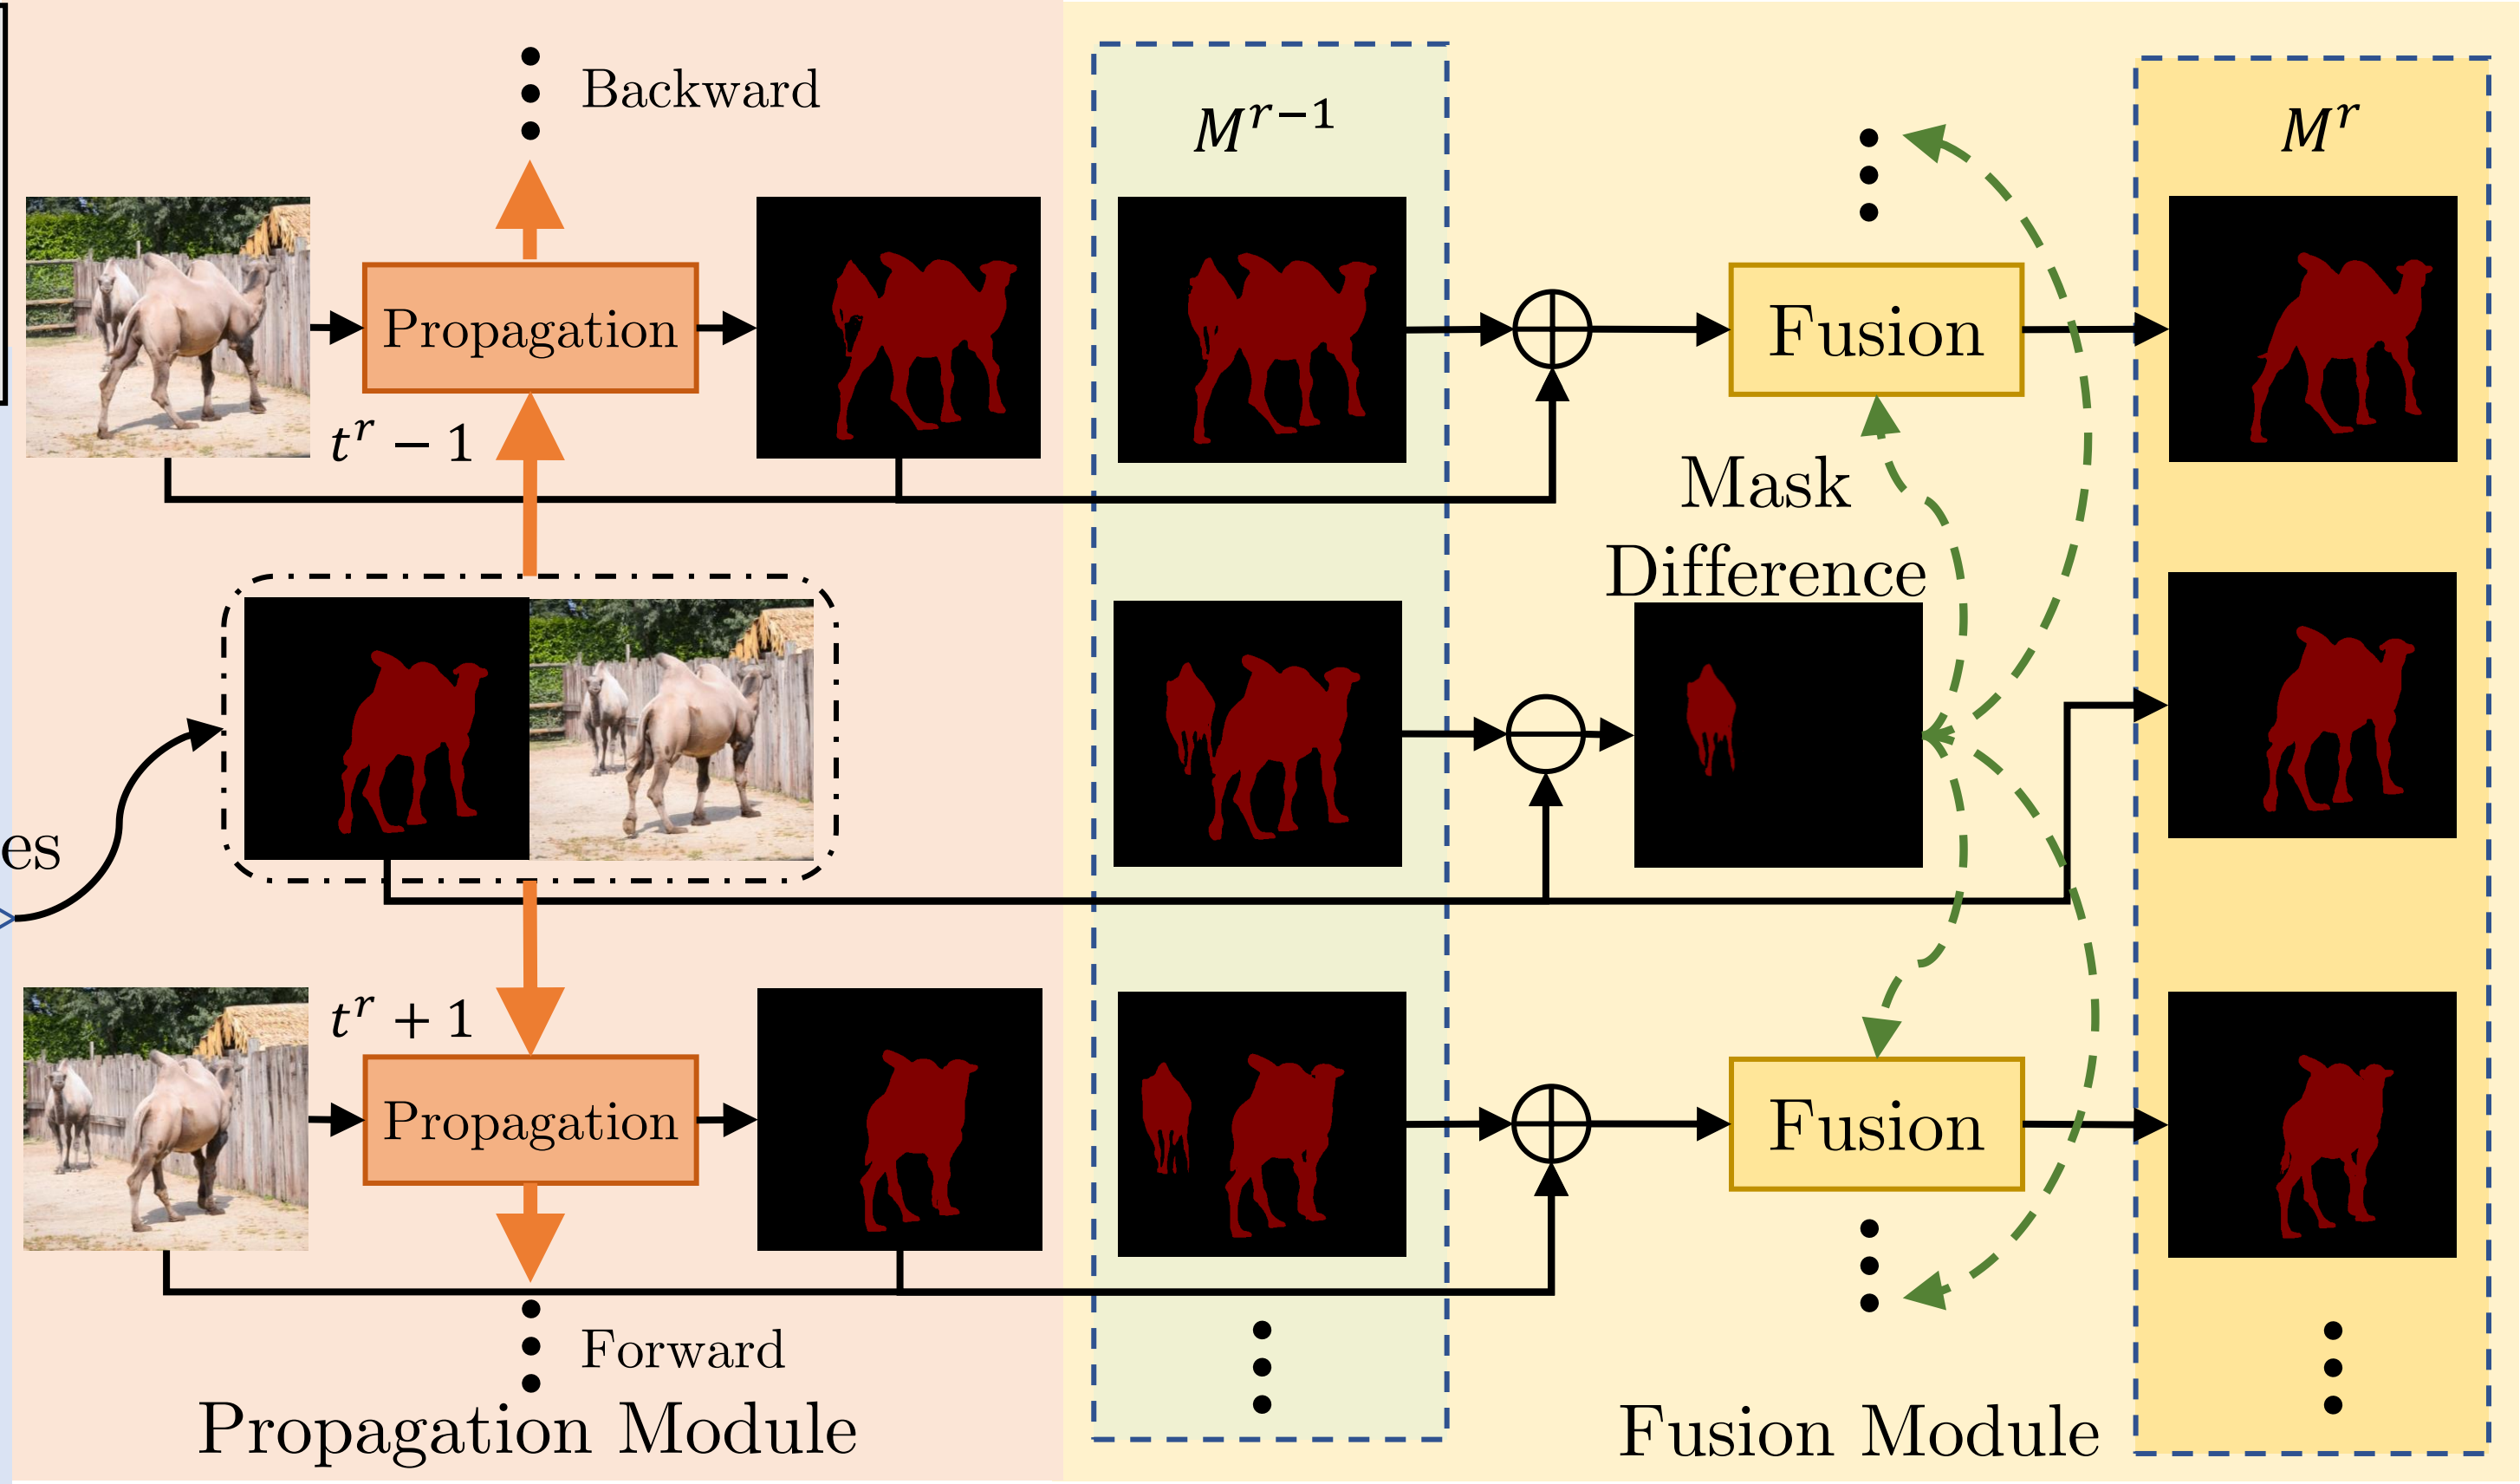 Backward
M^{r-1}
M^r
Propagation
Fusion
t^r − 1
Mask
Difference
es
t^r + 1
Propagation
Fusion
Forward
Propagation Module
Fusion Module